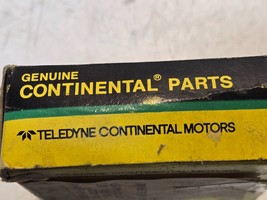 GENUINE
CONTINENTAL® PARTS
TELEDYNE CONTINENTAL MOTORS